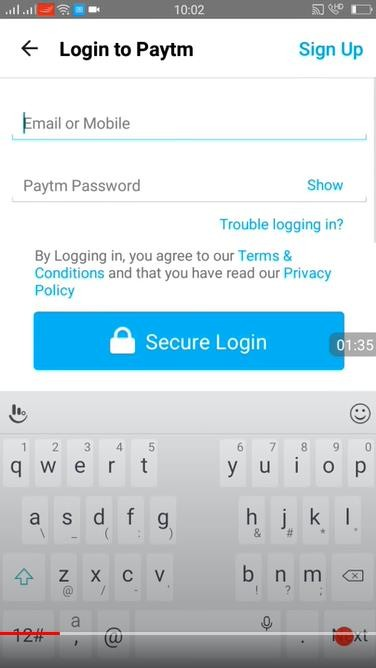 10:02
HD
Login to Paytm
Sign Up
Email or Mobile
Paytm Password
Show
Trouble logging in?
By Logging in, you agree to our Terms &
Conditions and that you have read our Privacy
Policy
Secure Login
01:35
1 2 3 4 5 6 7 8 9 0
q w e r t y u i o p
a s d f g h j k l
\ _ ( : ) & # * "
z x c v b n m
@ / - ' ! ? ;
12# a , @ . Next